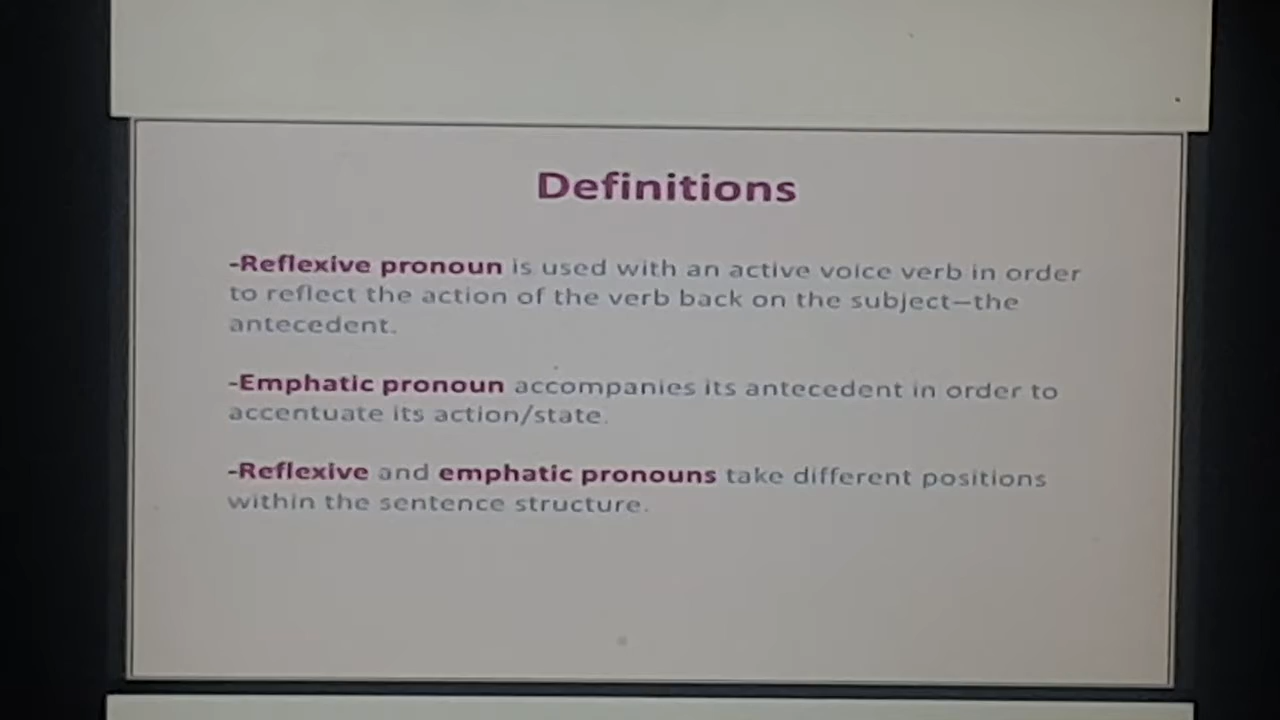 Definitions
-Reflexive pronoun is used with an active voice verb in order
to reflect the action of the verb back on the subject—the
antecedent.
-Emphatic pronoun accompanies its antecedent in order to
accentuate its action/state.
-Reflexive and emphatic pronouns take different positions
within the sentence structure.